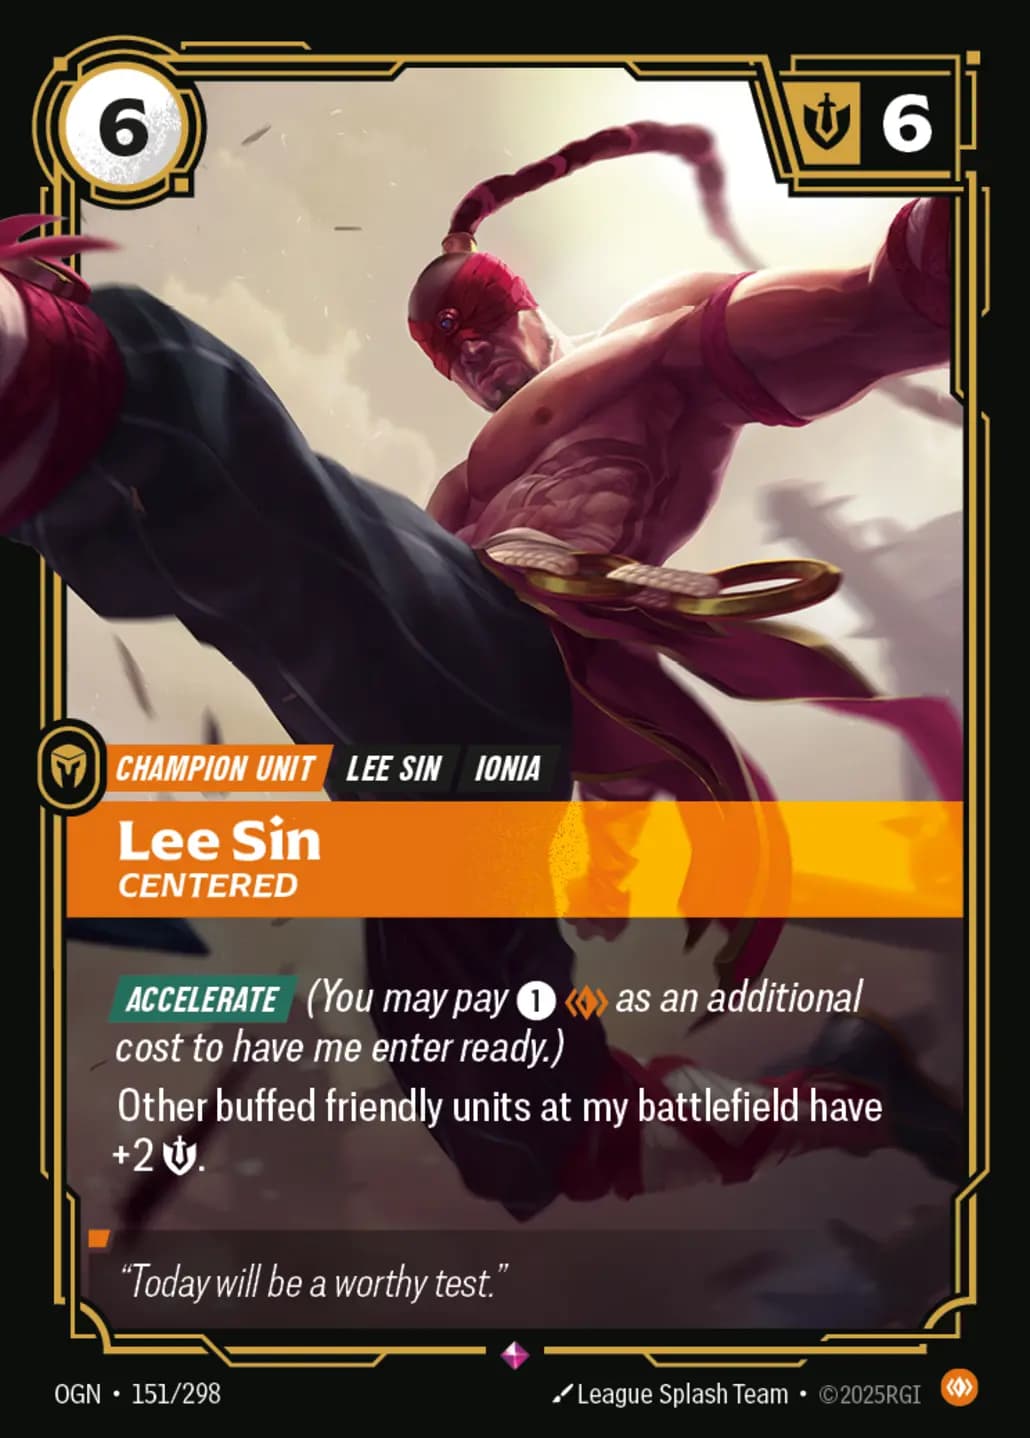 6
6
CHAMPION UNIT LEE SIN IONIA
Lee Sin
CENTERED
ACCELERATE (You may pay 1 as an additional
cost to have me enter ready.)
Other buffed friendly units at my battlefield have
+2.
“Today will be a worthy test.”
OGN • 151/298
League Splash Team • ©2025RGI